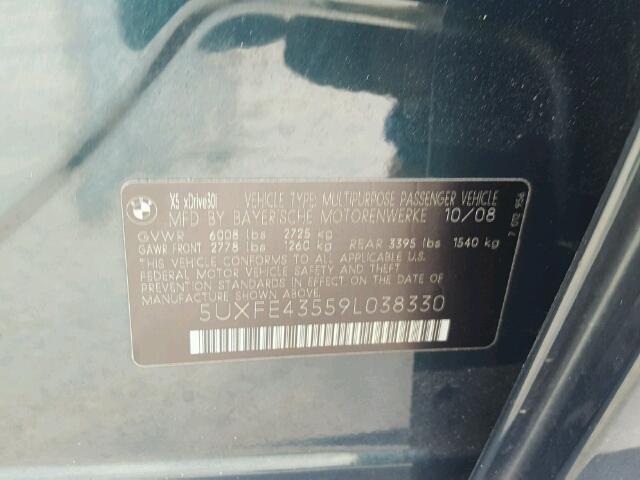 BMW
X5 xDrive30i VEHICLE TYPE: MULTIPURPOSE PASSENGER VEHICLE
MFD BY BAYERISCHE MOTORENWERKE 10/08
GVWR 6008 lbs 2725 kg
GAWR FRONT 2778 lbs 1260 kg REAR 3395 lbs 1540 kg
THIS VEHICLE CONFORMS TO ALL APPLICABLE U.S.
FEDERAL MOTOR VEHICLE SAFETY, BUMPER, AND THEFT
PREVENTION STANDARDS IN EFFECT ON THE
DATE OF MANUFACTURE SHOWN ABOVE.
5UXFE43559L038330